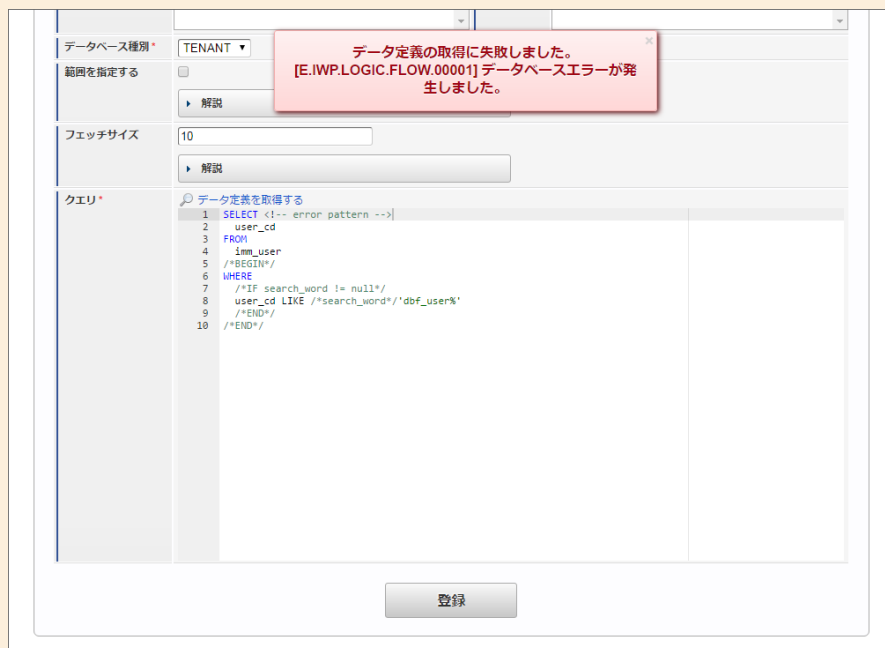 データベース種別*
TENANT
データ定義の取得に失敗しました。
[E.IWP.LOGIC.FLOW.00001] データベースエラーが発
生しました。
×
範囲を指定する
解説
フェッチサイズ
10
解説
クエリ*
データ定義を取得する
1 SELECT <!-- error pattern -->
2 user_cd
3 FROM
4 imm_user
5 /*BEGIN*/
6 WHERE
7 /*IF search_word != null*/
8 user_cd LIKE /*search_word*/'dbf_user%'
9 /*END*/
10 /*END*/
登録